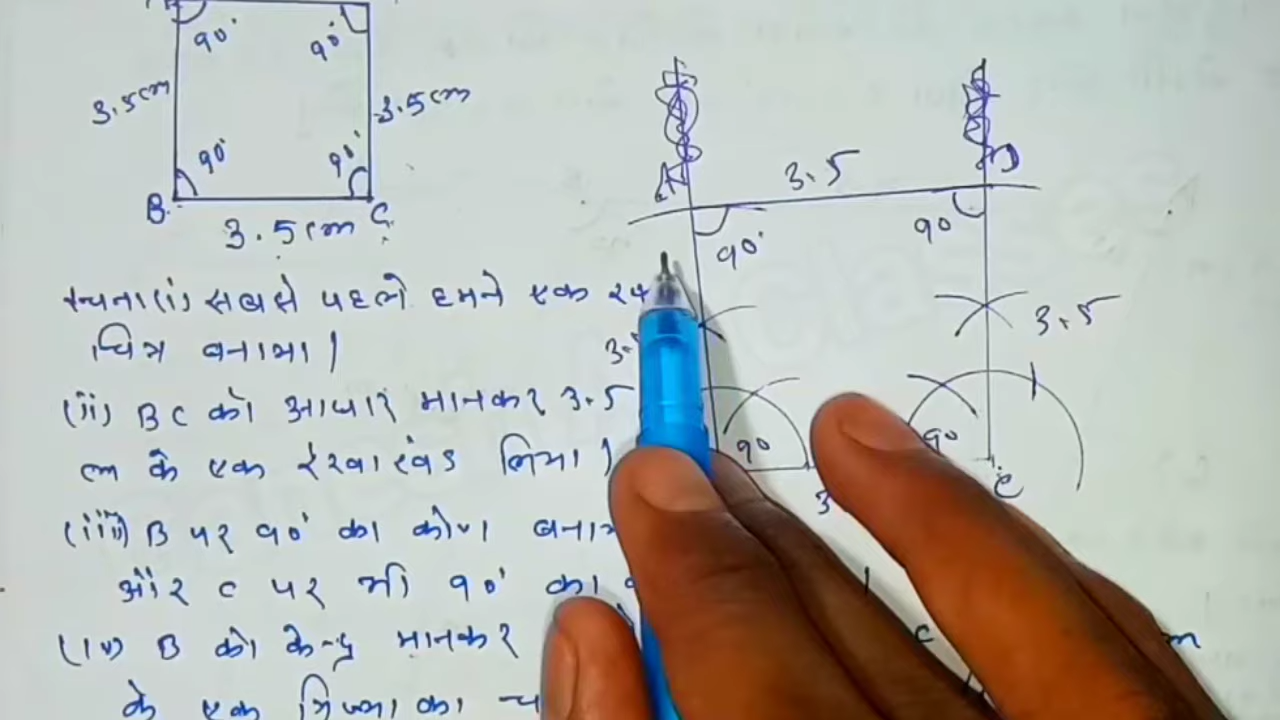 90° 90°
3.5cm 3.5cm
90° 90°
B C
3.5cm
A 3.5 D
90° 90
3.5
90 90
C
रचना(i) सबसे पहले हमने एक
चित्र बनाया|
(ii) BC को आधार मानकर 3.5
के एक रेखाखंड लिया|
(iii) B पर 90° का कोण
और C पर भी 90° का
(iv) B को केन्द्र मानकर
के एक त्रिज्या का